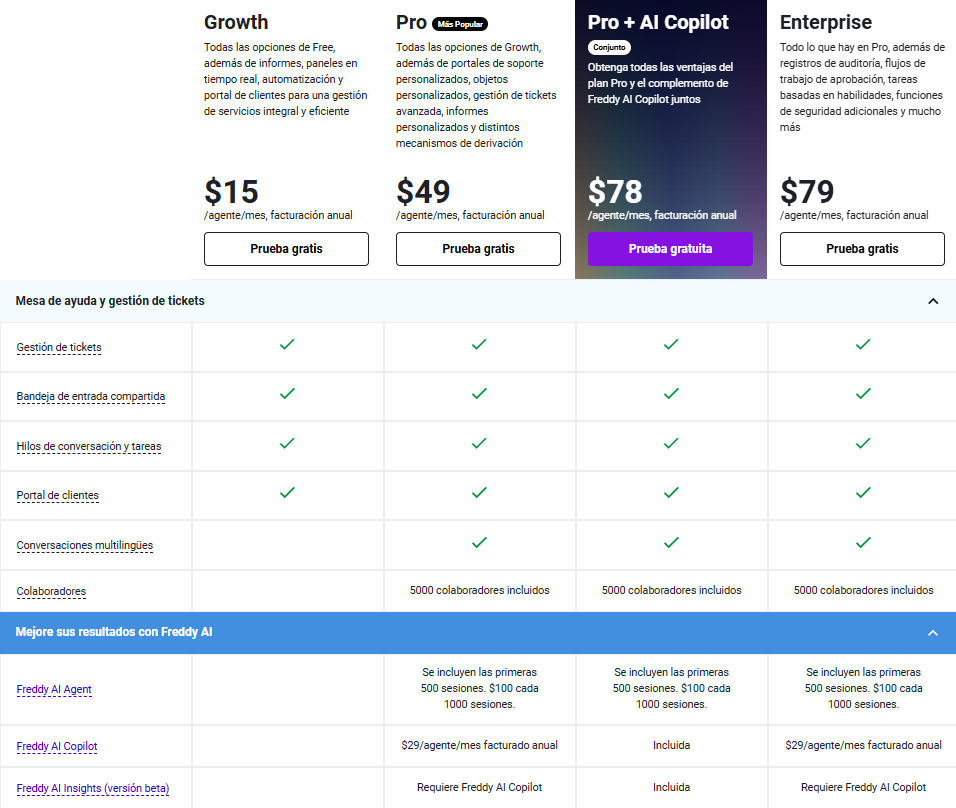 Growth
Todas las opciones de Free,
además de informes, paneles en
tiempo real, automatización y
portal de clientes para una gestión
de servicios integral y eficiente
$15
/agente/mes, facturación anual
Prueba gratis
Pro Más Popular
Todas las opciones de Growth,
además de portales de soporte
personalizados, objetos
personalizados, gestión de tickets
avanzada, informes
personalizados y distintos
mecanismos de derivación
$49
/agente/mes, facturación anual
Prueba gratis
Pro + AI Copilot
Conjunto
Obtenga todas las ventajas del
plan Pro y el complemento de
Freddy AI Copilot juntos
$78
/agente/mes, facturación anual
Prueba gratuita
Enterprise
Todo lo que hay en Pro, además de
registros de auditoría, flujos de
trabajo de aprobación, tareas
basadas en habilidades, funciones
de seguridad adicionales y mucho
más
$79
/agente/mes, facturación anual
Prueba gratis
Mesa de ayuda y gestión de tickets
Gestión de tickets
Bandeja de entrada compartida
Hilos de conversación y tareas
Portal de clientes
Conversaciones multilingües
Colaboradores
5000 colaboradores incluidos
5000 colaboradores incluidos
5000 colaboradores incluidos
Mejore sus resultados con Freddy AI
Freddy AI Agent
Se incluyen las primeras
500 sesiones. $100 cada
1000 sesiones.
Se incluyen las primeras
500 sesiones. $100 cada
1000 sesiones.
Se incluyen las primeras
500 sesiones. $100 cada
1000 sesiones.
Freddy AI Copilot
$29/agente/mes facturado anual
Incluida
$29/agente/mes facturado anual
Freddy AI Insights (versión beta)
Requiere Freddy AI Copilot
Incluida
Requiere Freddy AI Copilot